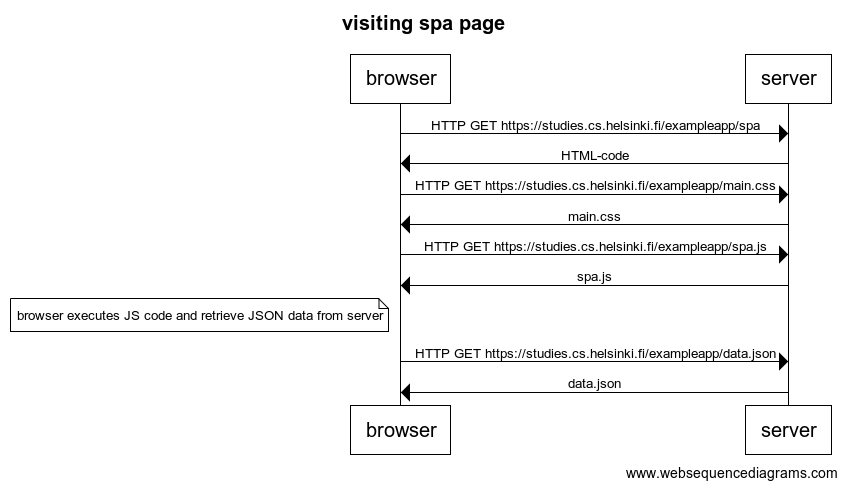 visiting spa page
browser
server
HTTP GET https://studies.cs.helsinki.fi/exampleapp/spa
HTML-code
HTTP GET https://studies.cs.helsinki.fi/exampleapp/main.css
main.css
HTTP GET https://studies.cs.helsinki.fi/exampleapp/spa.js
spa.js
browser executes JS code and retrieve JSON data from server
HTTP GET https://studies.cs.helsinki.fi/exampleapp/data.json
data.json
browser
server
www.websequencediagrams.com